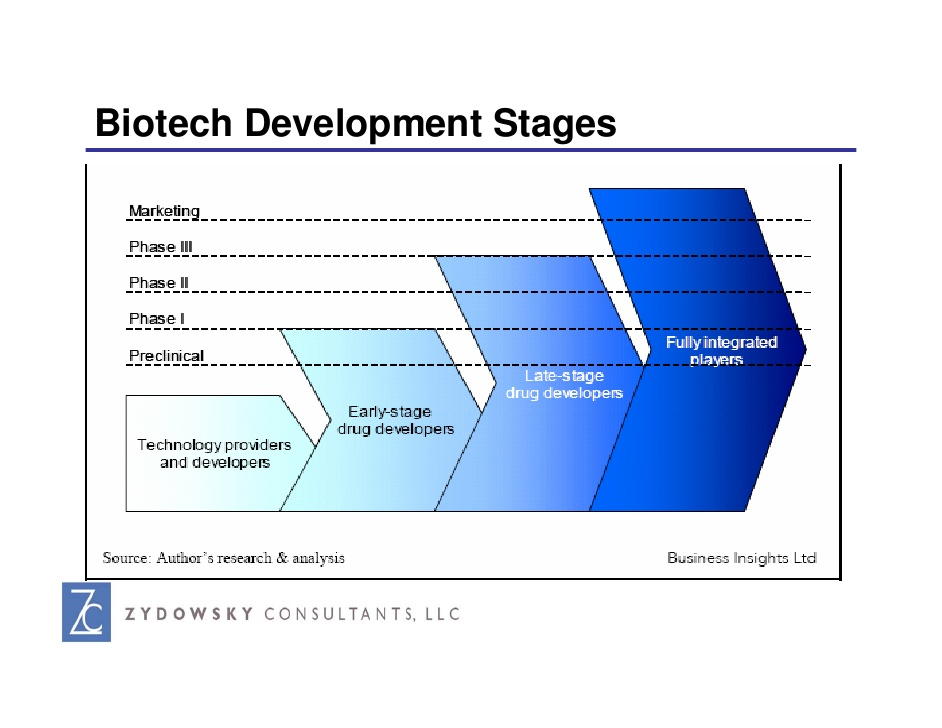 Biotech Development Stages
Marketing
Phase III
Phase II
Phase I
Preclinical
Technology providers
and developers
Early-stage
drug developers
Late-stage
drug developers
Fully integrated
players
Source: Author's research & analysis
Business Insights Ltd
ZC
ZYDOWSKY CONSULTANTS, LLC